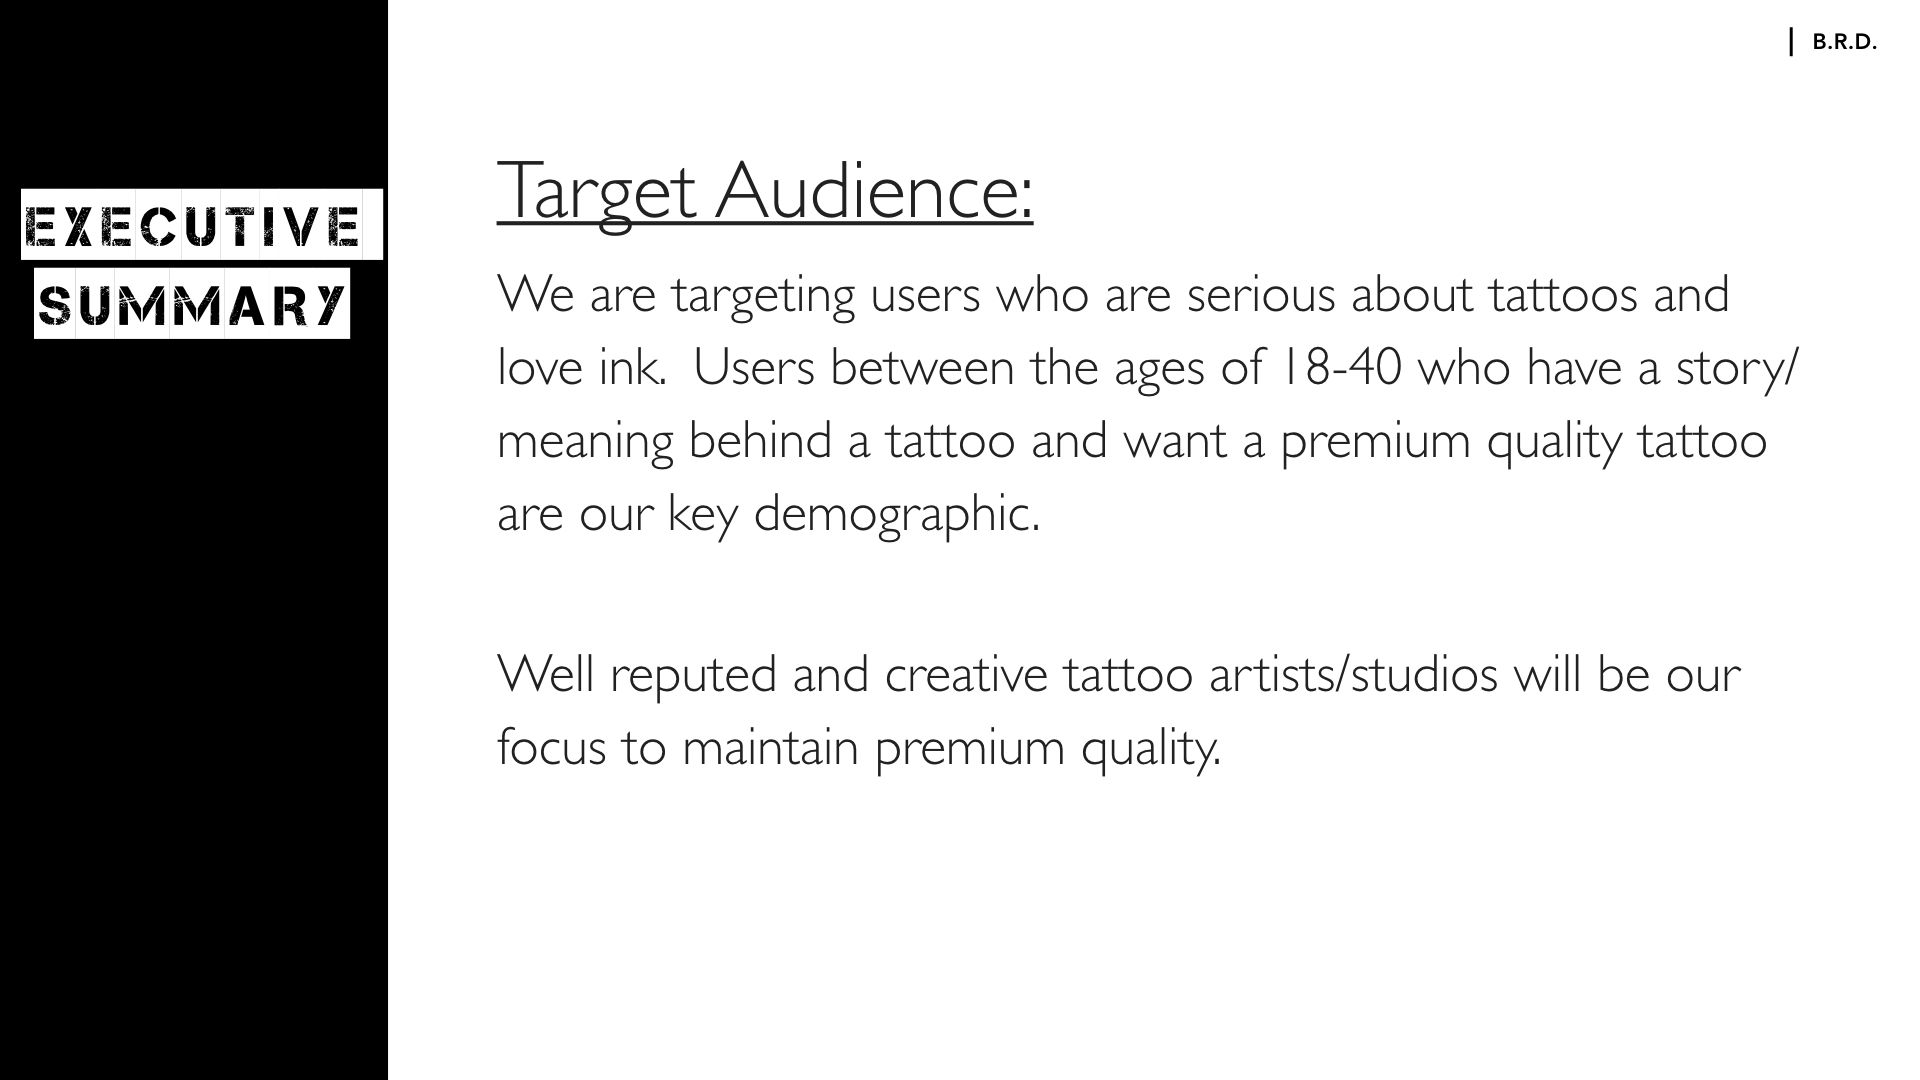 | B.R.D.
EXECUTIVE
SUMMARY
Target Audience:
We are targeting users who are serious about tattoos and
love ink.  Users between the ages of 18-40 who have a story/
meaning behind a tattoo and want a premium quality tattoo
are our key demographic.
Well reputed and creative tattoo artists/studios will be our
focus to maintain premium quality.